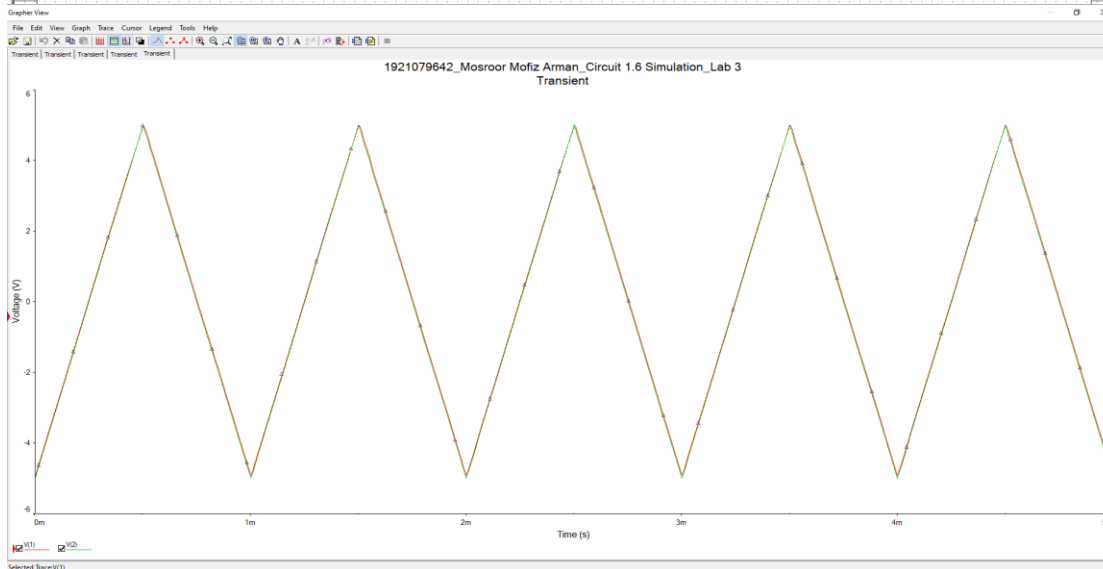 Grapher View
File Edit View Graph Trace Cursor Legend Tools Help
Transient Transient Transient Transient Transient
1921079642_Mosroor Mofiz Arman_Circuit 1.6 Simulation_Lab 3
Transient
6
4
2
0
-2
-4
-6
Voltage (V)
0m 1m 2m 3m 4m
Time (s)
V(1) V(2)
Selected Trace:V(1)